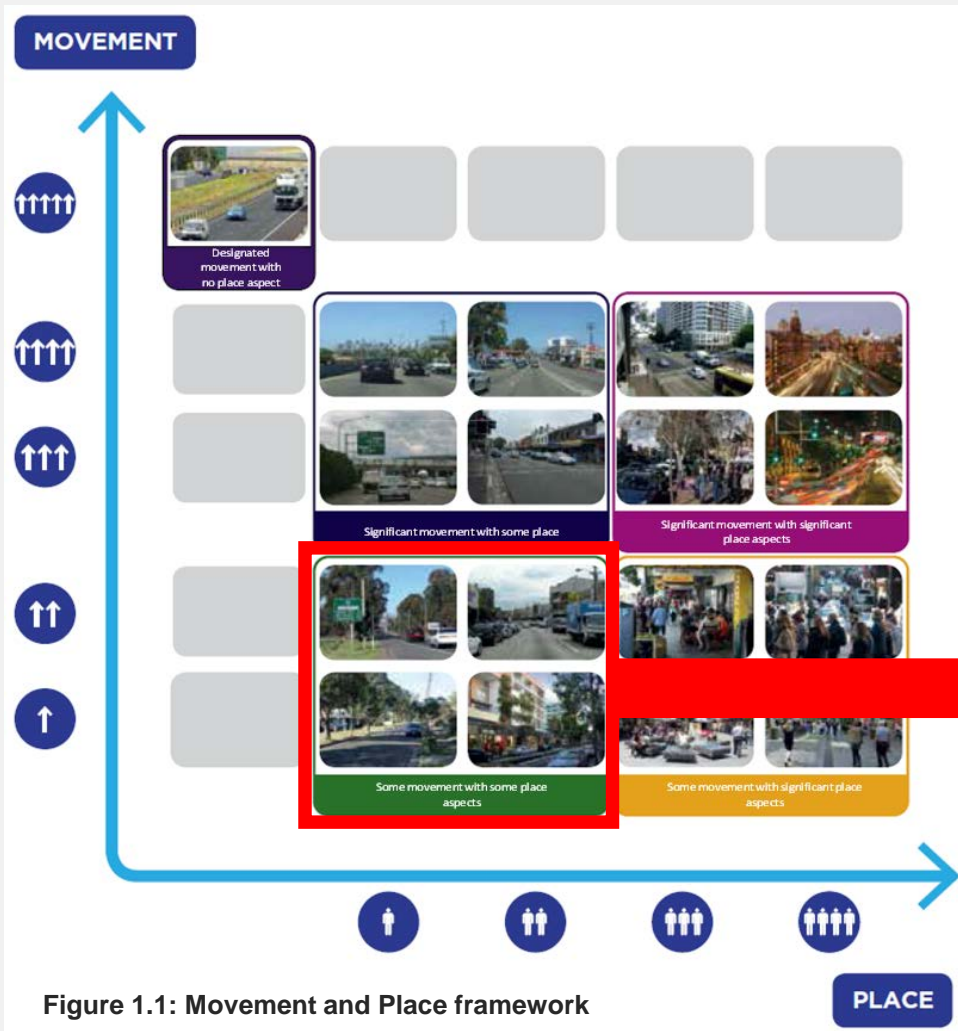 MOVEMENT
Designated
movement with
no place aspect
Significant movement with some place
Significant movement with significant
place aspects
Some movement with some place
aspects
Some movement with significant place
aspects
Figure 1.1: Movement and Place framework
PLACE